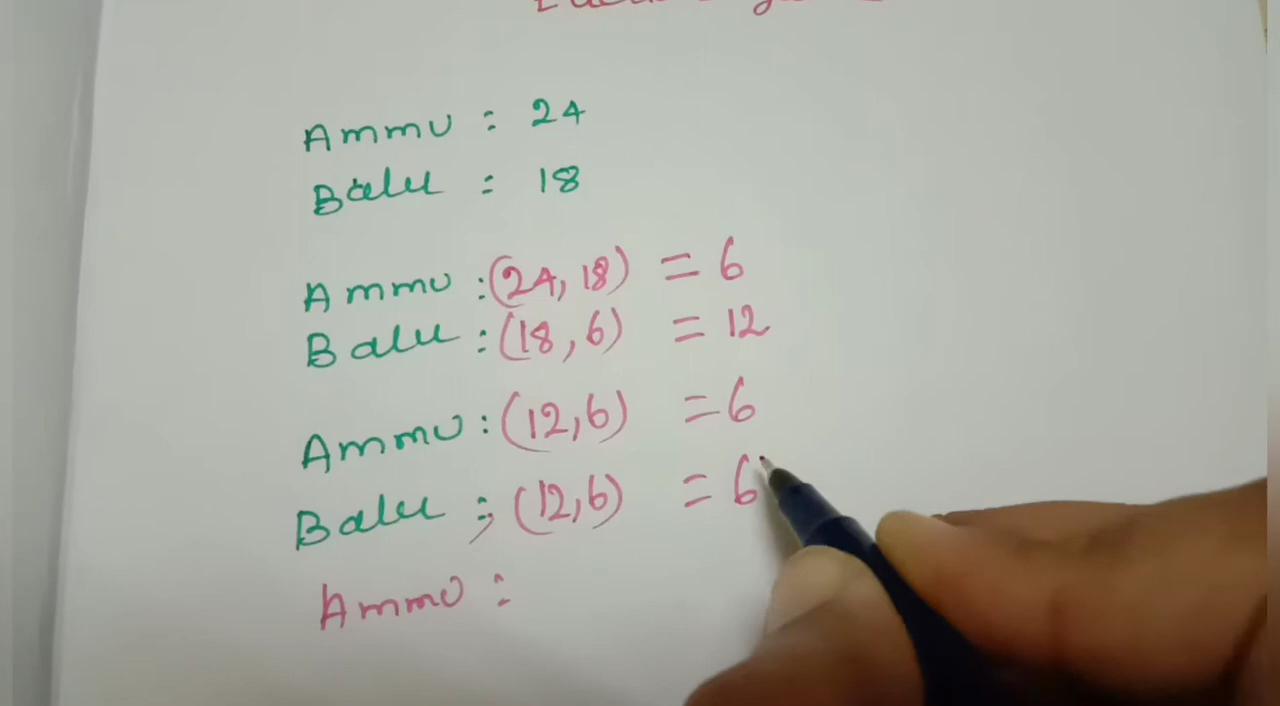 Ammu : 24
Balu : 18
Ammu : (24, 18) = 6
Balu : (18, 6) = 12
Ammu : (12, 6) = 6
Balu : (12, 6) = 6
Ammu :